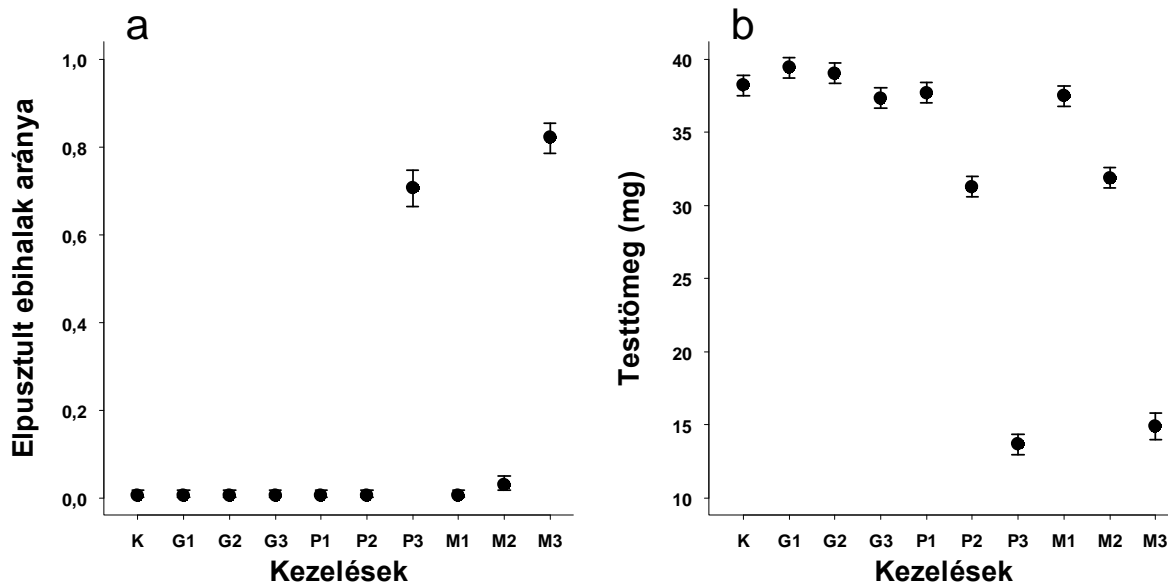 a
Elpusztult ebihalak aránya
1,0
0,8
0,6
0,4
0,2
0,0
K G1 G2 G3 P1 P2 P3 M1 M2 M3
Kezelések
b
Testtömeg (mg)
40
35
30
25
20
15
10
K G1 G2 G3 P1 P2 P3 M1 M2 M3
Kezelések